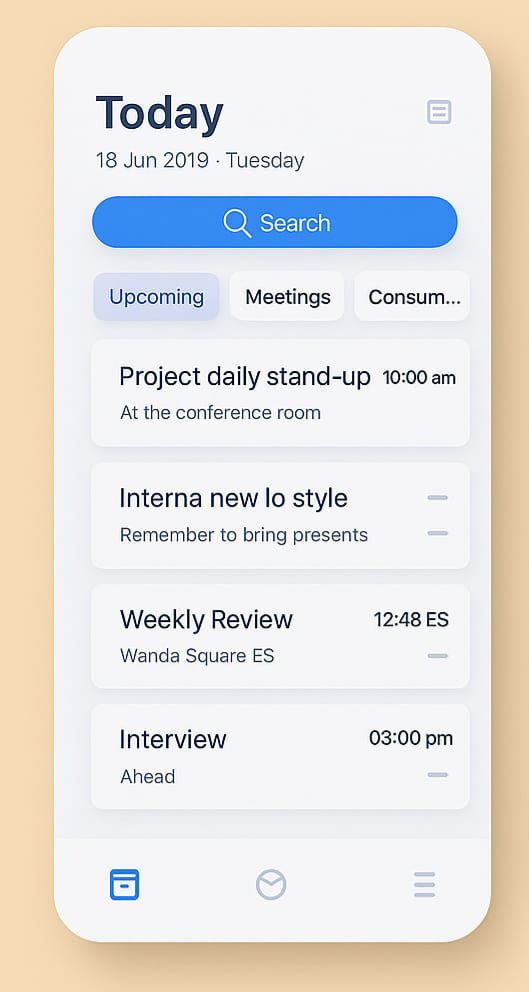 Today
18 Jun 2019 · Tuesday
Search
Upcoming Meetings Consum...
Project daily stand-up 10:00 am
At the conference room
Interna new lo style
Remember to bring presents
Weekly Review 12:48 ES
Wanda Square ES
Interview 03:00 pm
Ahead